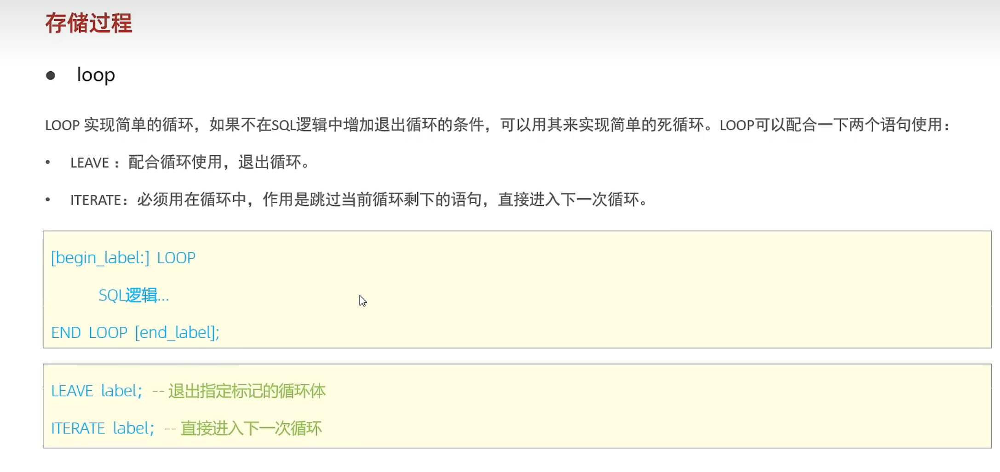 存储过程
● loop
LOOP 实现简单的循环，如果不在SQL逻辑中增加退出循环的条件，可以用其来实现简单的死循环。LOOP可以配合一下两个语句使用：
• LEAVE ：配合循环使用，退出循环。
• ITERATE：必须用在循环中，作用是跳过当前循环剩下的语句，直接进入下一次循环。
[begin_label:] LOOP
SQL逻辑...
END LOOP [end_label];
LEAVE label; -- 退出指定标记的循环体
ITERATE label; -- 直接进入下一次循环